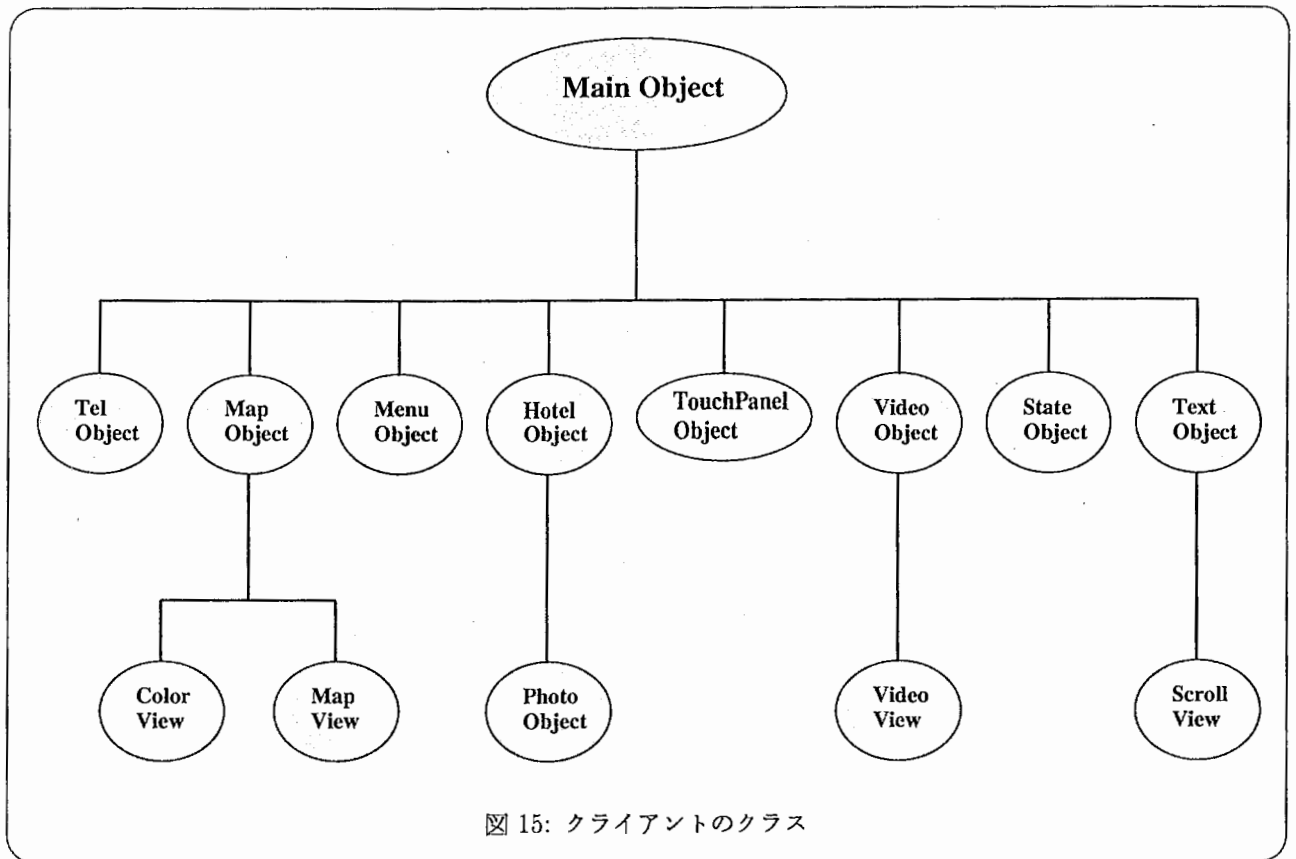 Main Object
Tel
Object
Map
Object
Menu
Object
Hotel
Object
TouchPanel
Object
Video
Object
State
Object
Text
Object
Color
View
Map
View
Photo
Object
Video
View
Scroll
View
図 15: クライアントのクラス